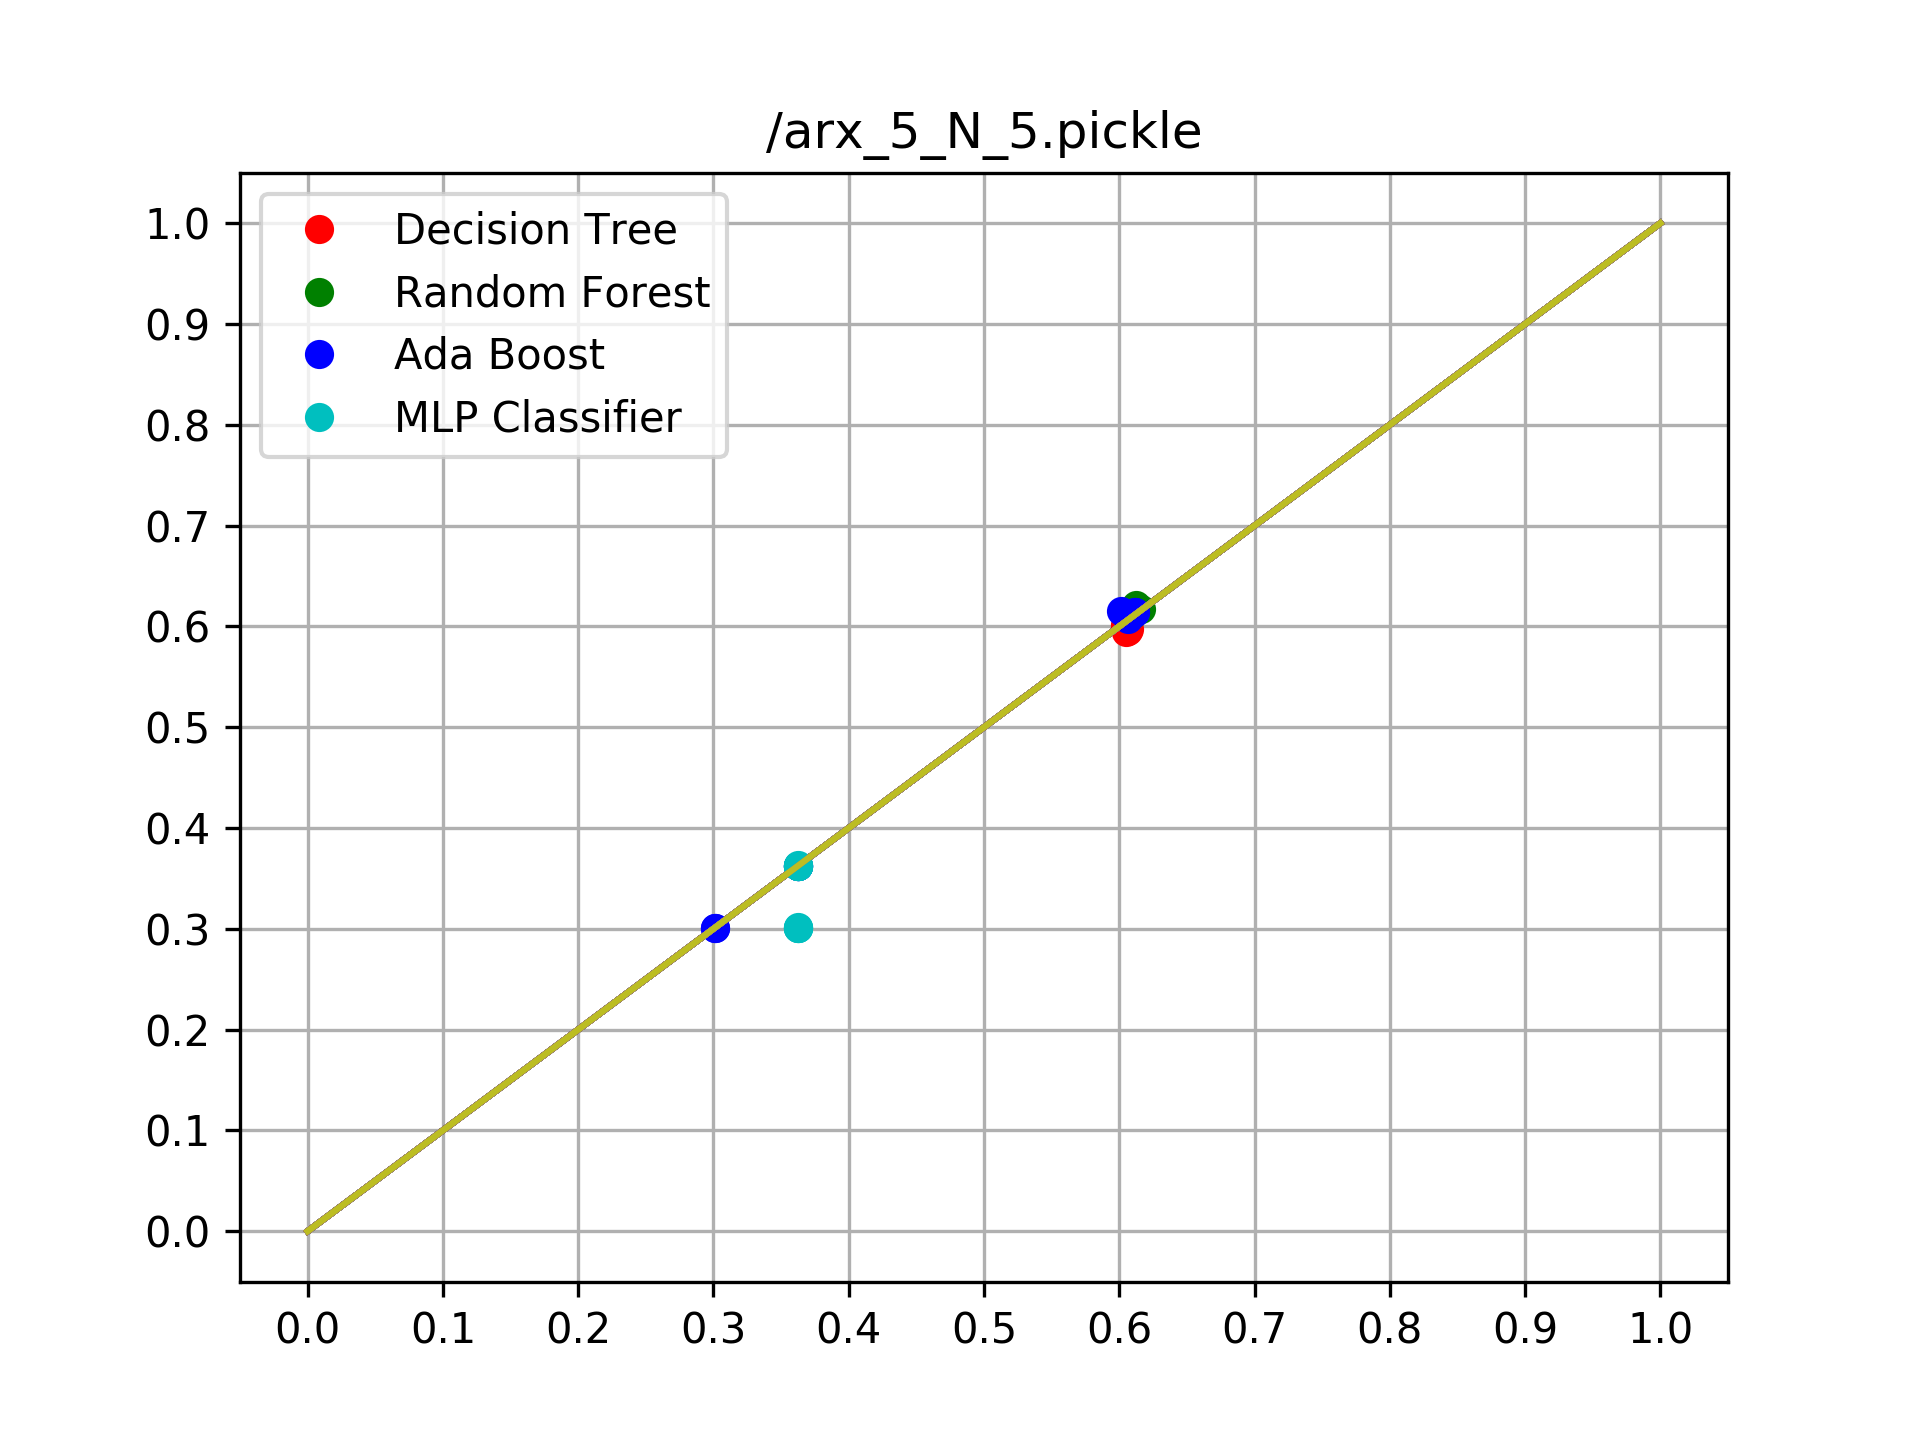 /arx_5_N_5.pickle
Decision Tree
Random Forest
Ada Boost
MLP Classifier
1.0
0.9
0.8
0.7
0.6
0.5
0.4
0.3
0.2
0.1
0.0
0.0 0.1 0.2 0.3 0.4 0.5 0.6 0.7 0.8 0.9 1.0